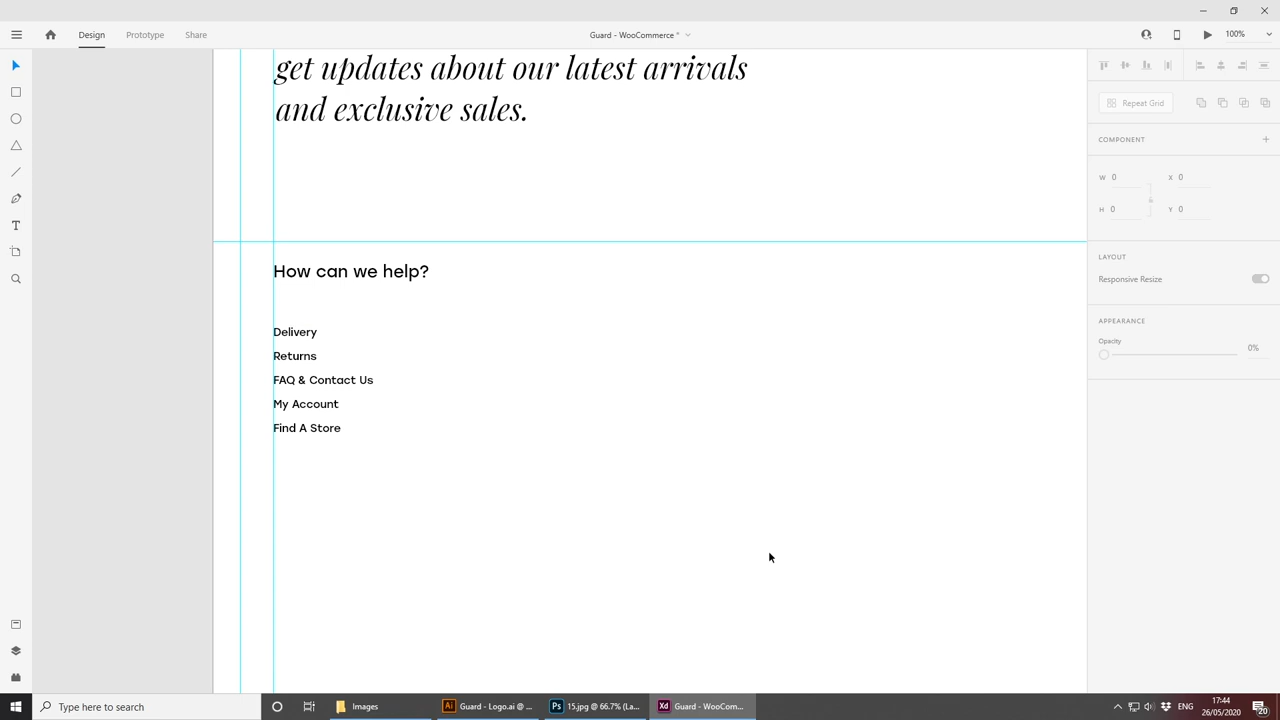 Design
Prototype
Share
Guard - WooCommerce *
100%
get updates about our latest arrivals
and exclusive sales.
Repeat Grid
COMPONENT
W 0
X 0
H 0
Y 0
How can we help?
LAYOUT
Responsive Resize
APPEARANCE
Opacity
0%
Delivery
Returns
FAQ & Contact Us
My Account
Find A Store
Type here to search
Images
Ai
Guard - Logo.ai @ ...
Ps
15.jpg @ 66.7% (La...
Xd
Guard - WooCom...
ENG
17:44
26/05/2020
20